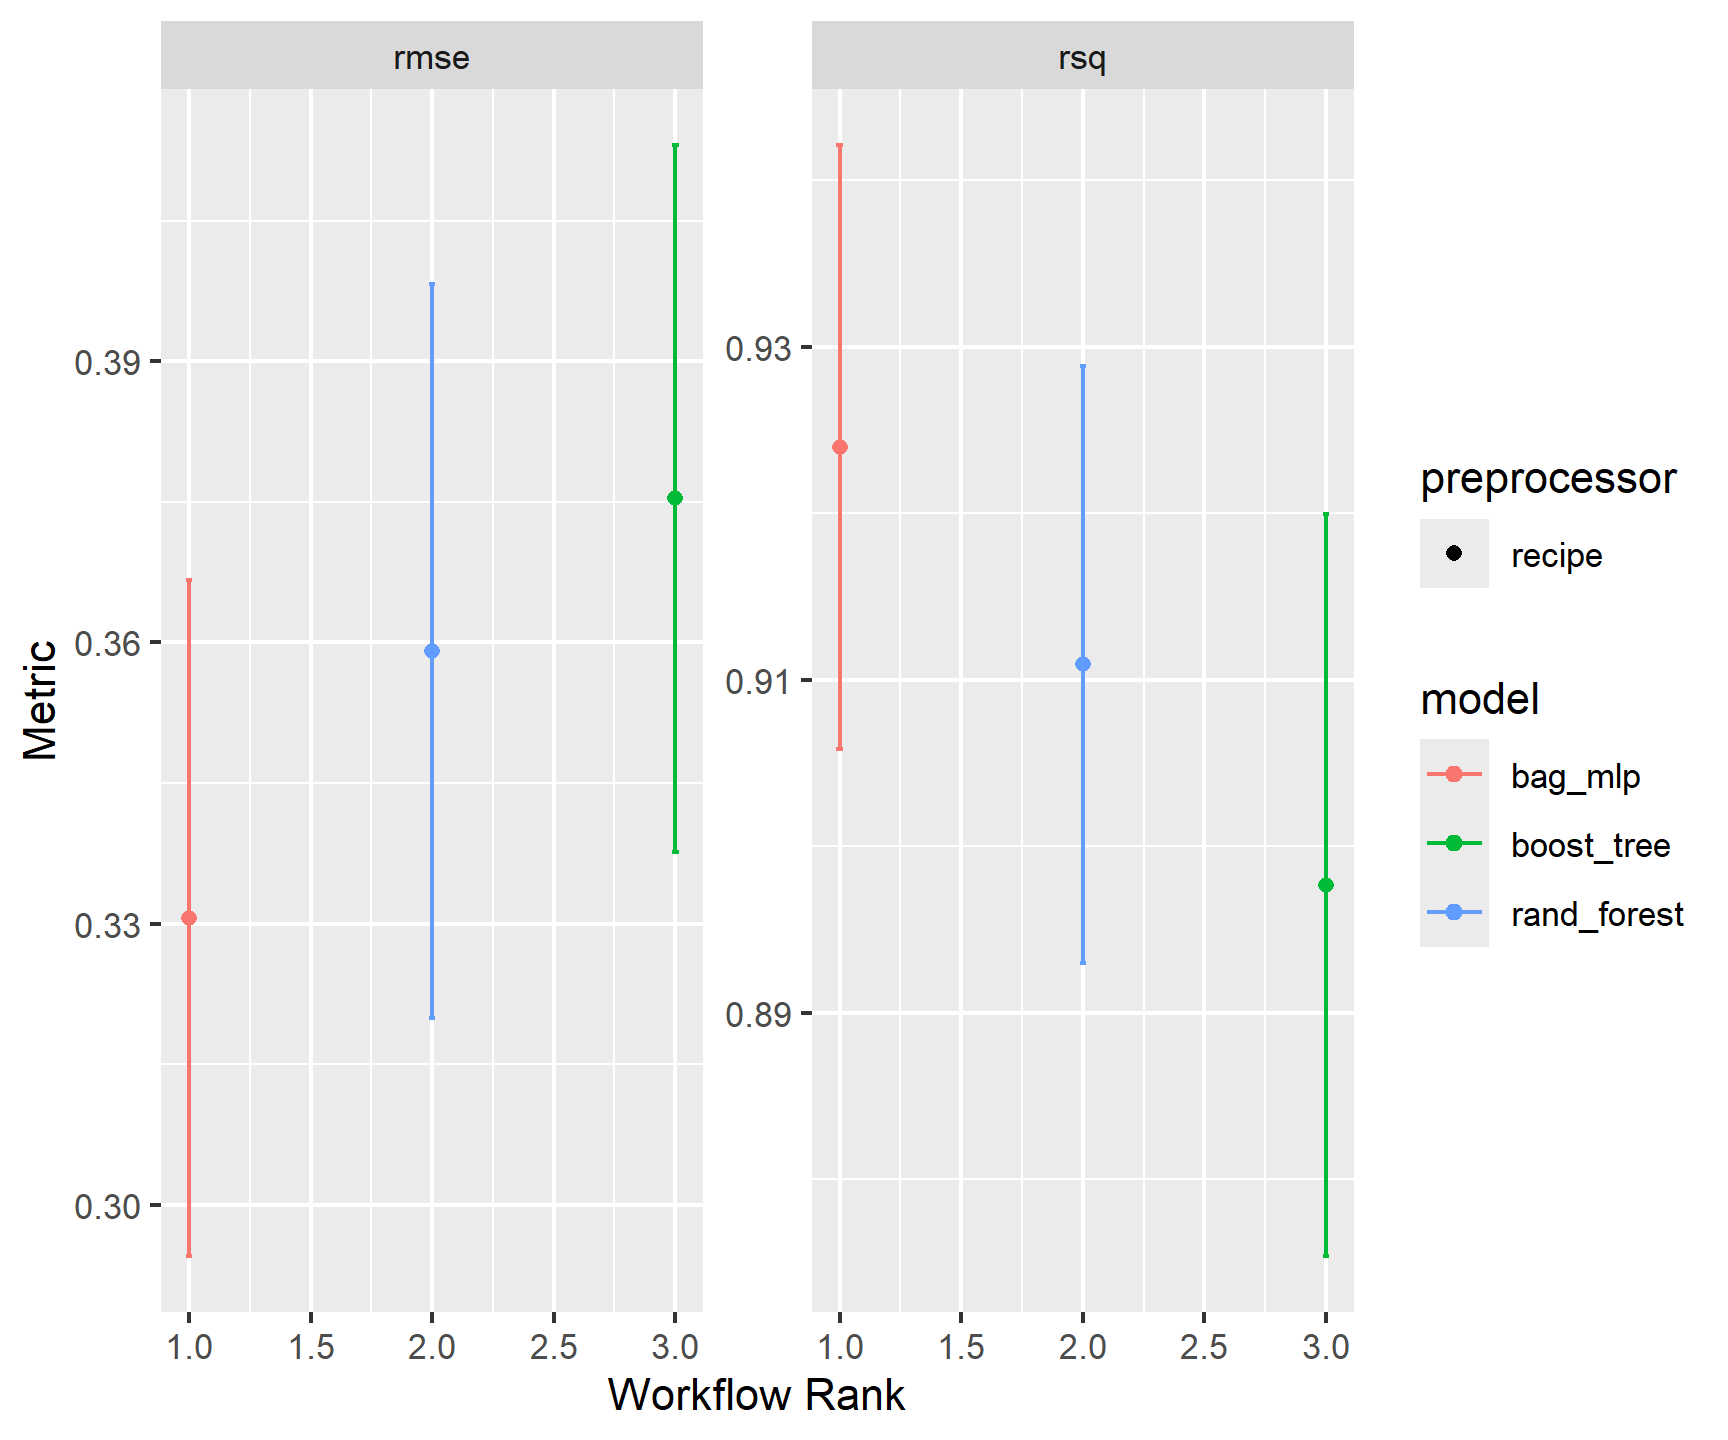 rmse
rsq
Metric
0.39
0.36
0.33
0.30
0.93
0.91
0.89
1.0 1.5 2.0 2.5 3.0
1.0 1.5 2.0 2.5 3.0
Workflow Rank
preprocessor
recipe
model
bag_mlp
boost_tree
rand_forest